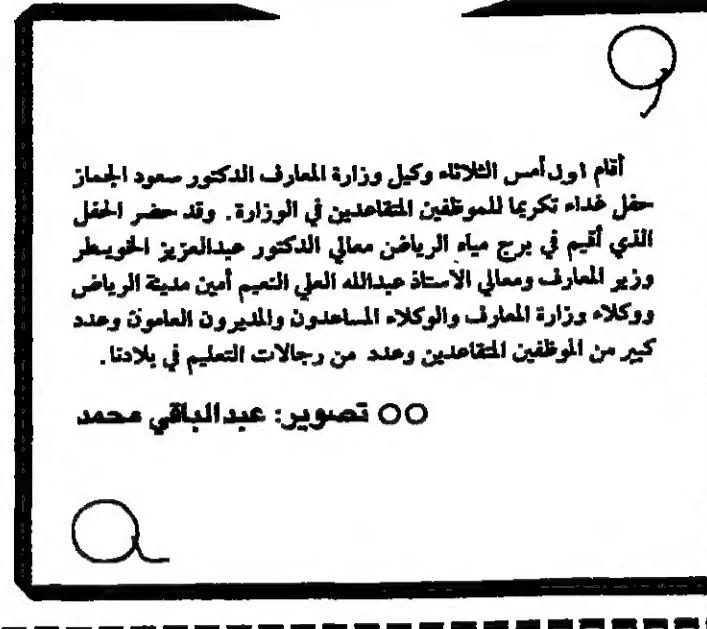 أقام اول أمس الثلاثاء وكيل وزارة المعارف الدكتور صعود الجماز
حفل غداء تكريما للموظفين المتقاعدين في الوزارة. وقد حضر الحفل
الذي أقيم في برج مياه الرياض معالي الدكتور عبدالعزيز الخويطر
وزير المعارف ومعالي الأستاذ عبدالله العلي النعيم أمين مدينة الرياض
ووكلاء وزارة المعارف والوكلاء المساعدون والمديرون العامون وعدد
كبير من الموظفين المتقاعدين وعدد من رجالات التعليم في بلادنا.
○○ تصوير: عبدالباقي محمد